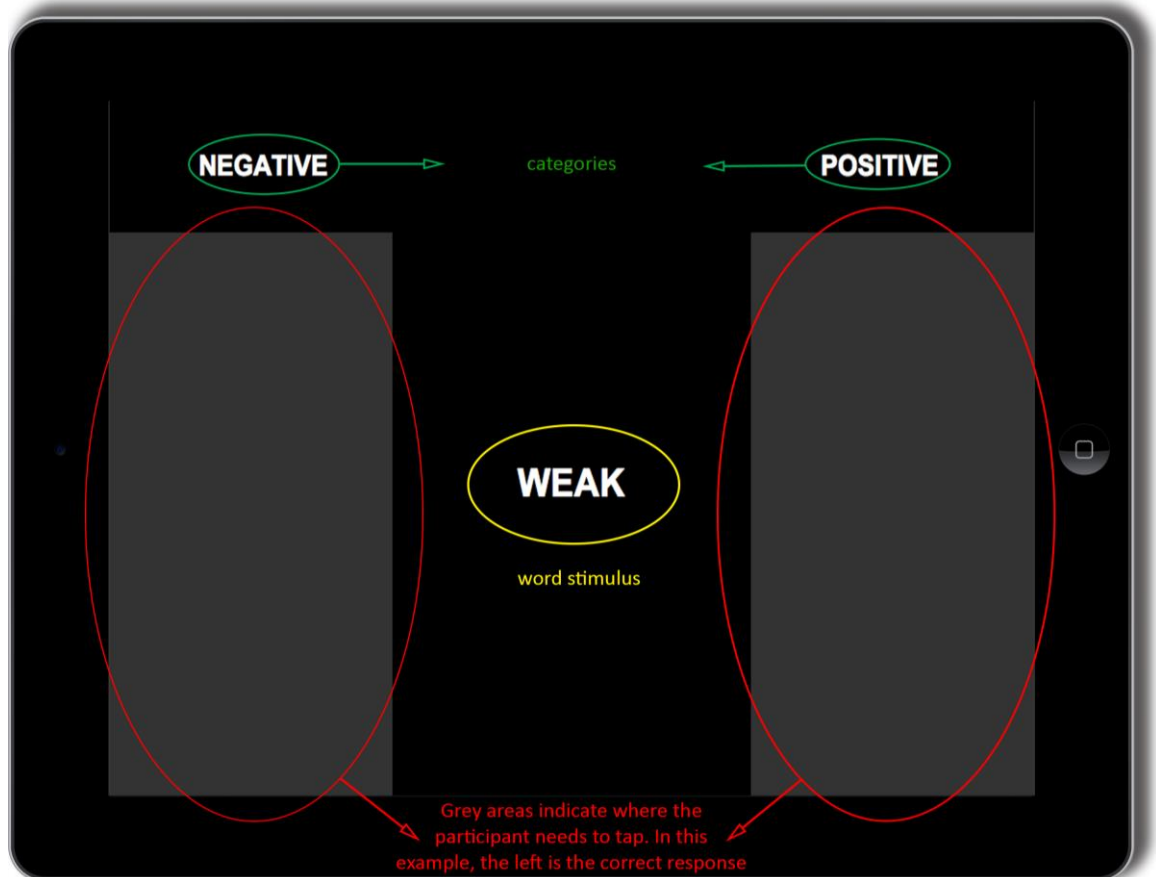 NEGATIVE categories POSITIVE
WEAK
word stimulus
Grey areas indicate where the
participant needs to tap. In this
example, the left is the correct response